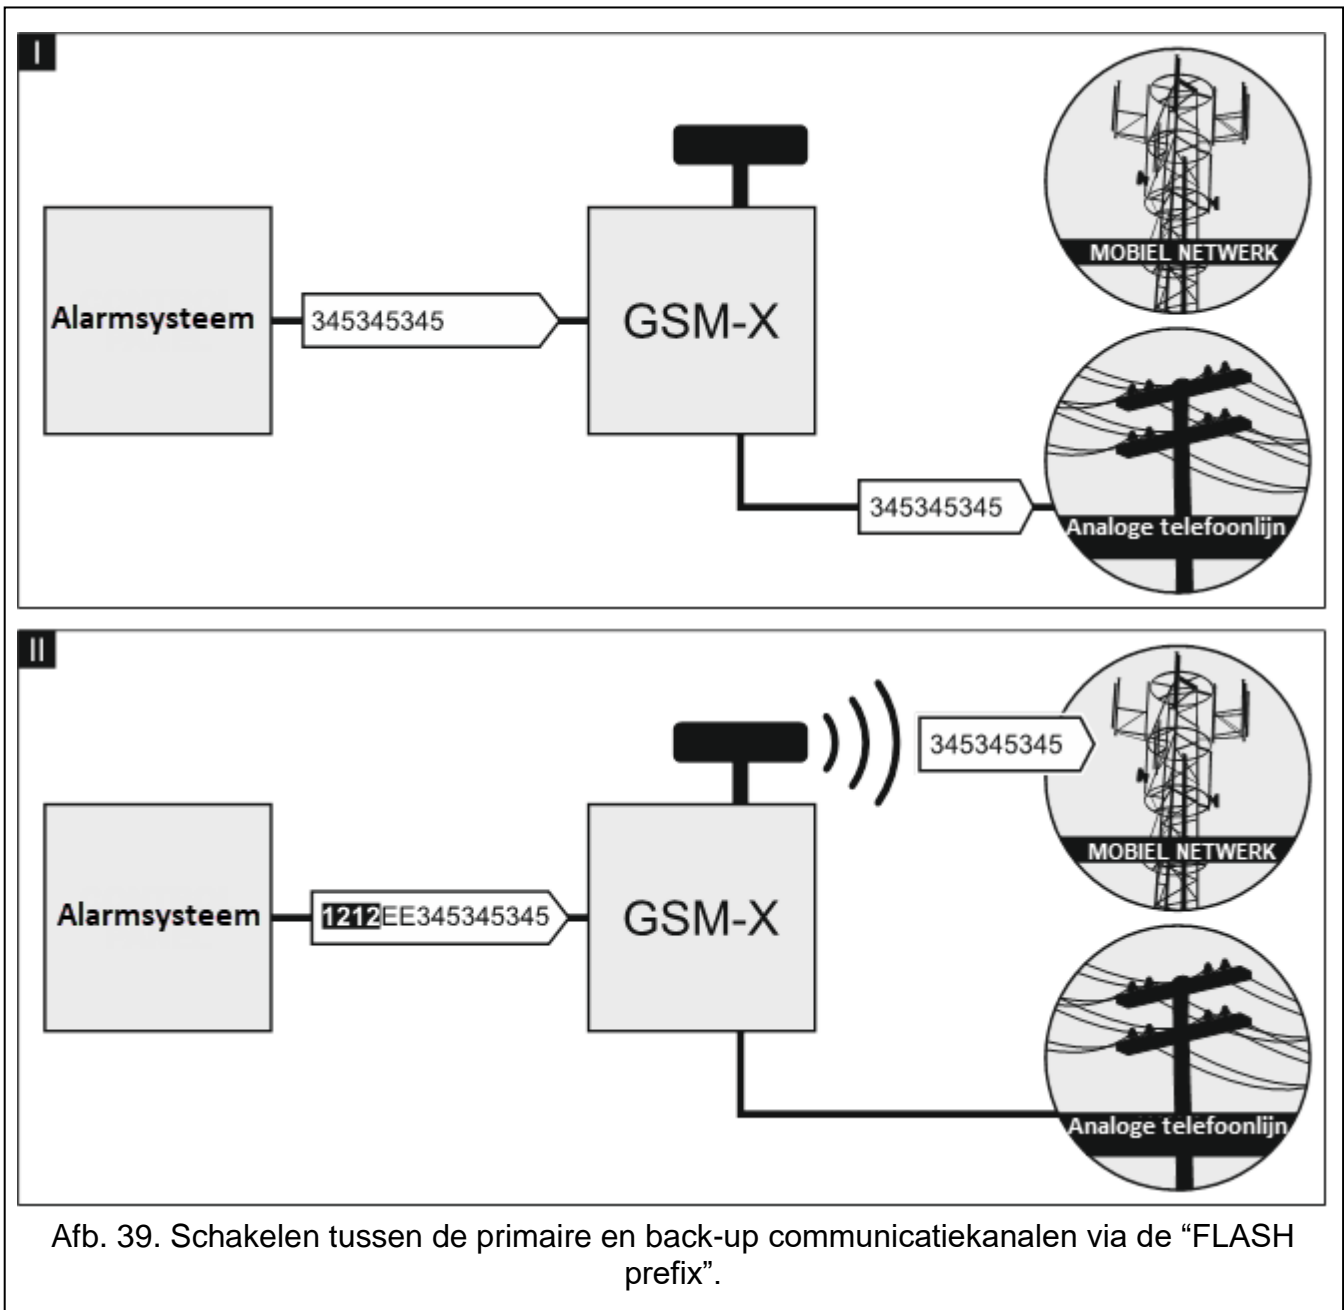 I
MOBIEL NETWERK
Alarmsysteem
345345345
GSM-X
345345345
Analoge telefoonlijn
II
345345345
MOBIEL NETWERK
Alarmsysteem
1212EE345345345
GSM-X
Analoge telefoonlijn
Afb. 39. Schakelen tussen de primaire en back-up communicatiekanalen via de “FLASH
prefix”.